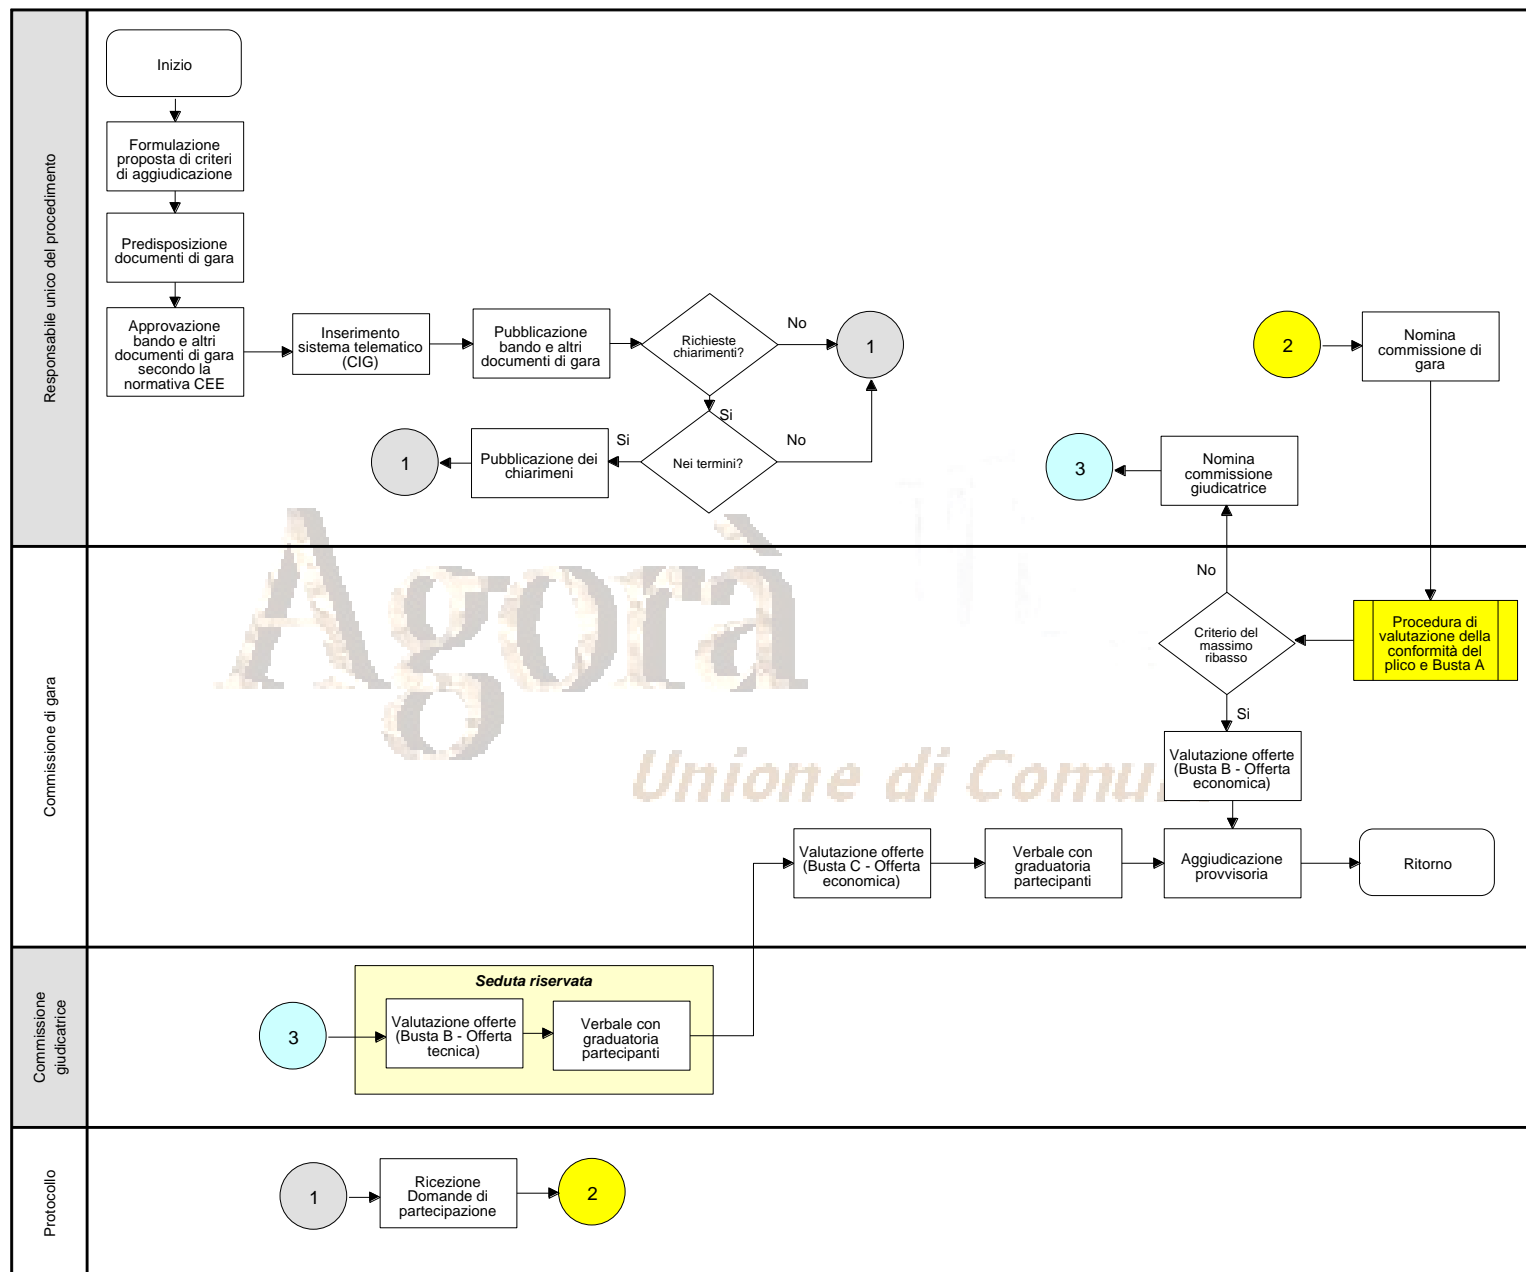 Responsabile unico del procedimento
Inizio
Formulazione
proposta di criteri
di aggiudicazione
Predisposizione
documenti di gara
Approvazione
bando e altri
documenti di gara
secondo la
normativa CEE
Inserimento
sistema telematico
(CIG)
Pubblicazione
bando e altri
documenti di gara
Richieste
chiarimenti?
No
1
Si
Nei termini?
No
Si
Pubblicazione dei
chiarimeni
1
2
Nomina
commissione di
gara
Nomina
commissione
giudicatrice
3
Commissione di gara
No
Criterio del
massimo
ribasso
Procedura di
valutazione della
conformità del
plico e Busta A
Si
Valutazione offerte
(Busta B - Offerta
economica)
Agorà
Unione di Comu
Valutazione offerte
(Busta C - Offerta
economica)
Verbale con
graduatoria
partecipanti
Aggiudicazione
provvisoria
Ritorno
Commissione
giudicatrice
Seduta riservata
3
Valutazione offerte
(Busta B - Offerta
tecnica)
Verbale con
graduatoria
partecipanti
Protocollo
1
Ricezione
Domande di
partecipazione
2